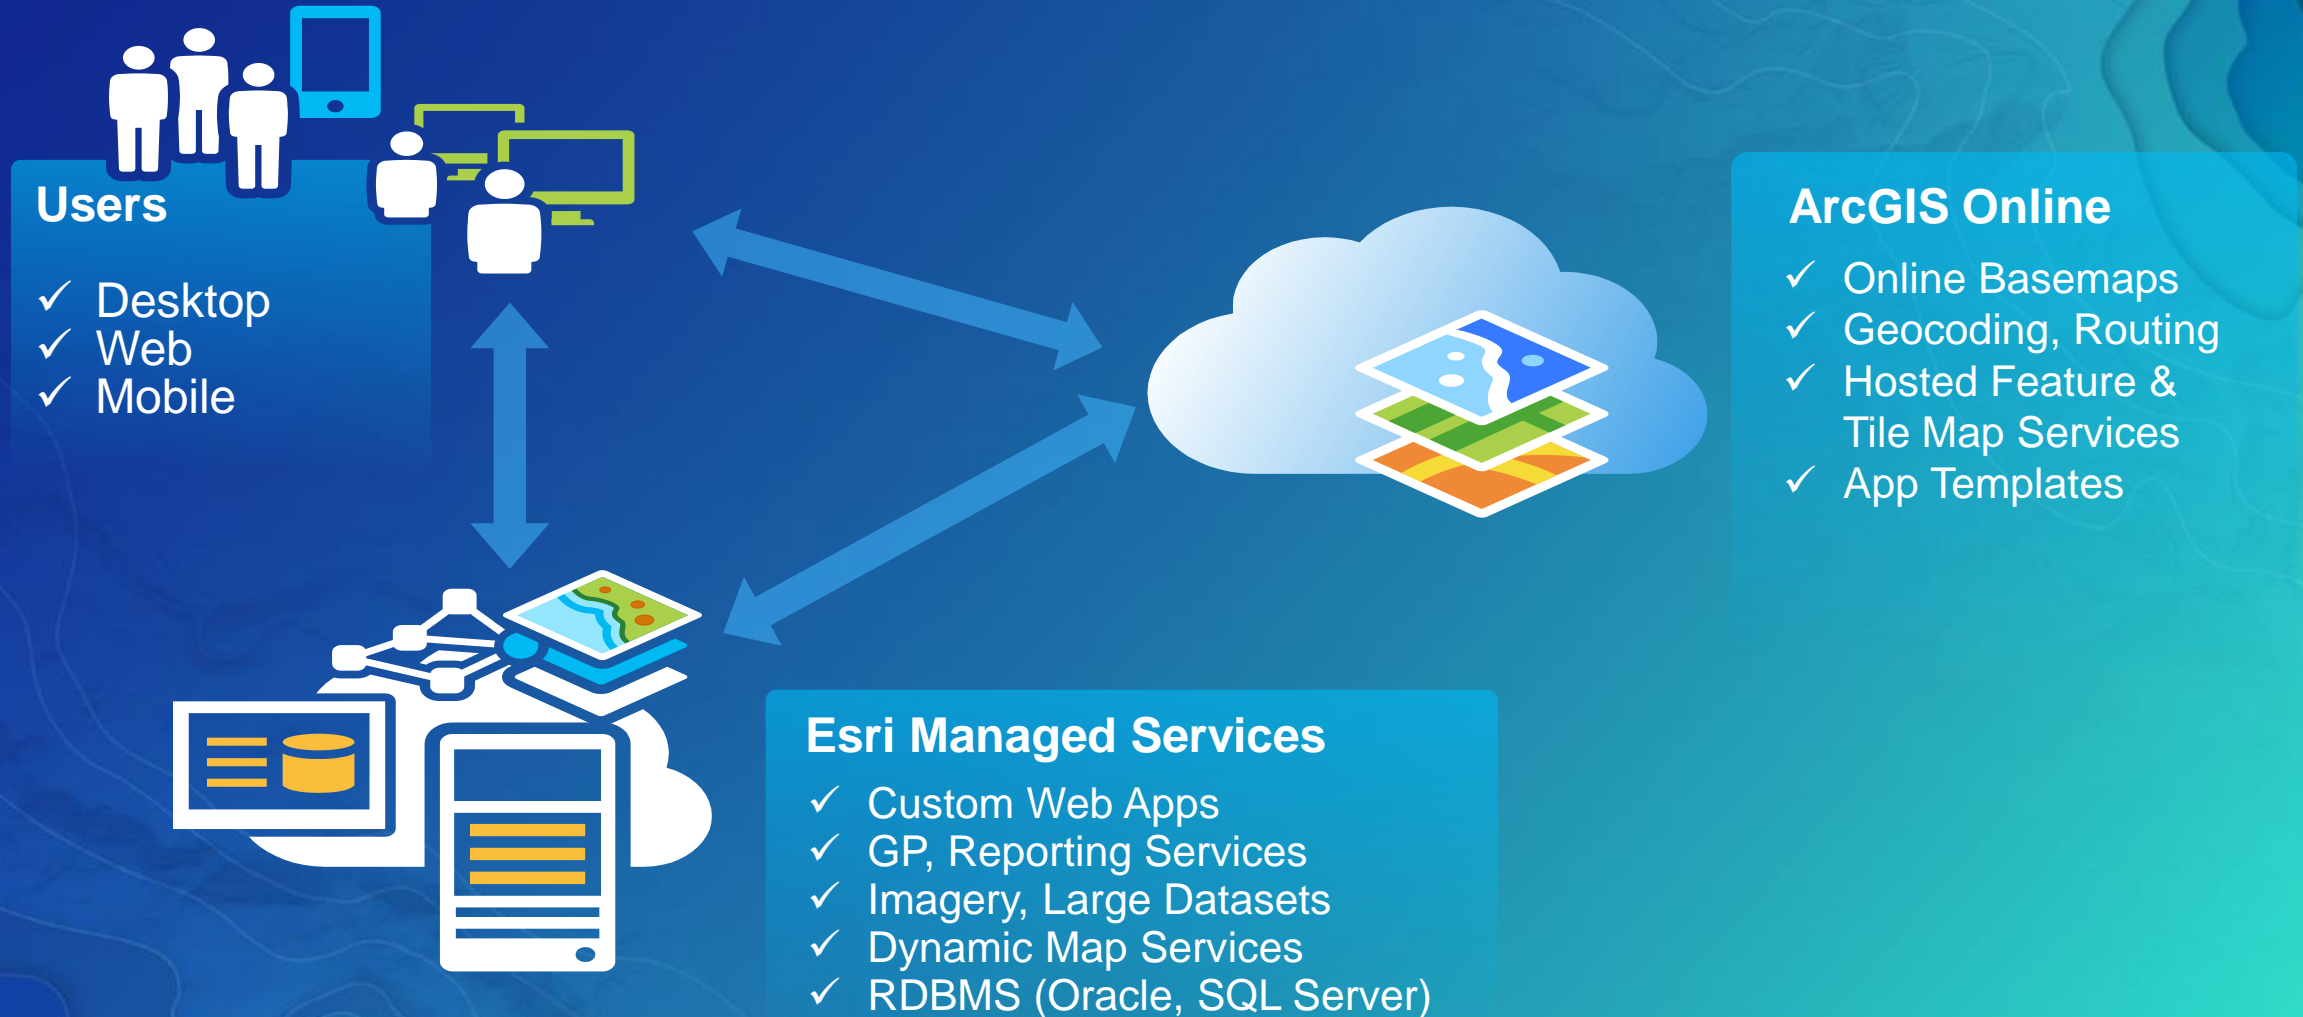 Users
✓ Desktop
✓ Web
✓ Mobile
ArcGIS Online
✓ Online Basemaps
✓ Geocoding, Routing
✓ Hosted Feature &
Tile Map Services
✓ App Templates
Esri Managed Services
✓ Custom Web Apps
✓ GP, Reporting Services
✓ Imagery, Large Datasets
✓ Dynamic Map Services
✓ RDBMS (Oracle, SQL Server)